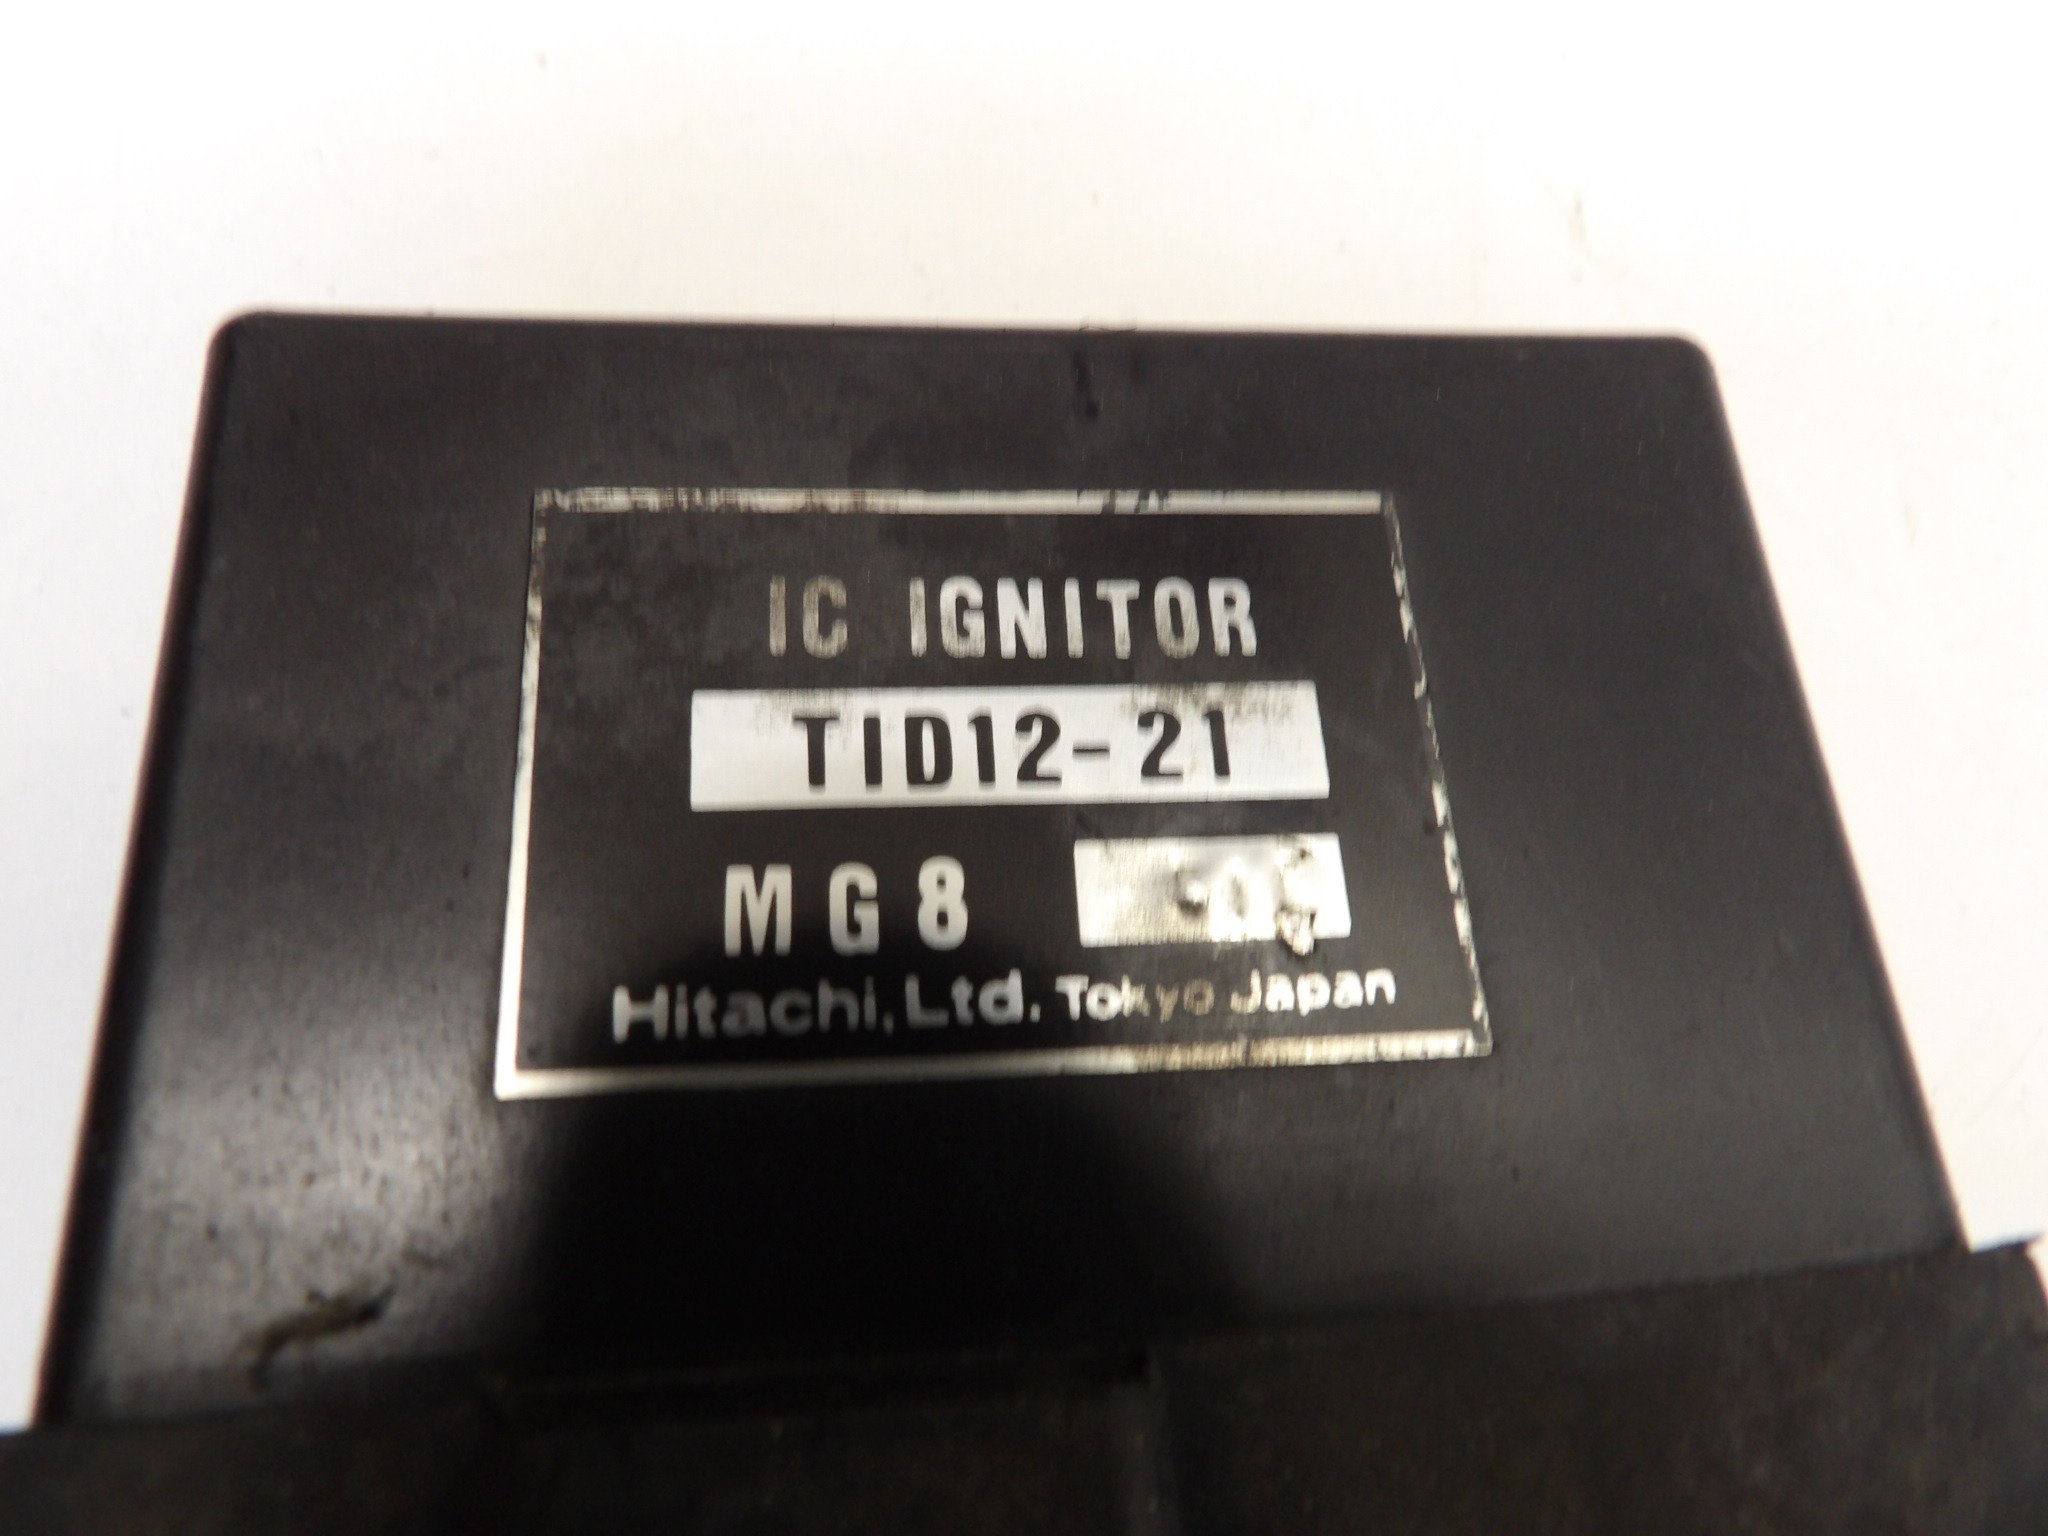 IC IGNITOR
TID12-21
MG8
Hitachi, Ltd. Tokyo Japan